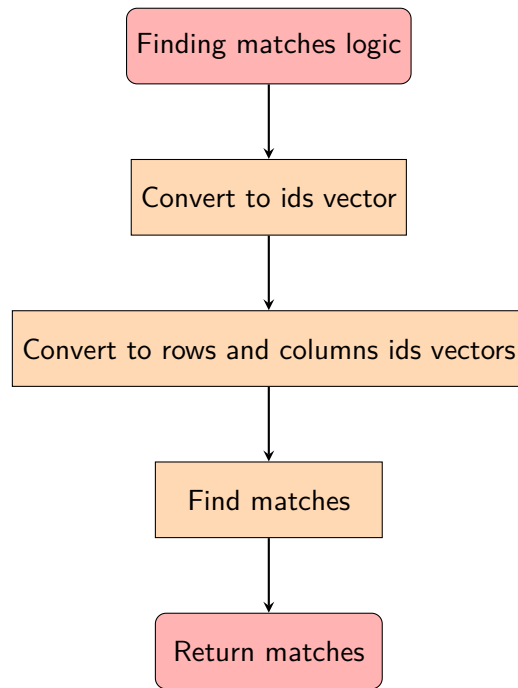 Finding matches logic
Convert to ids vector
Convert to rows and columns ids vectors
Find matches
Return matches